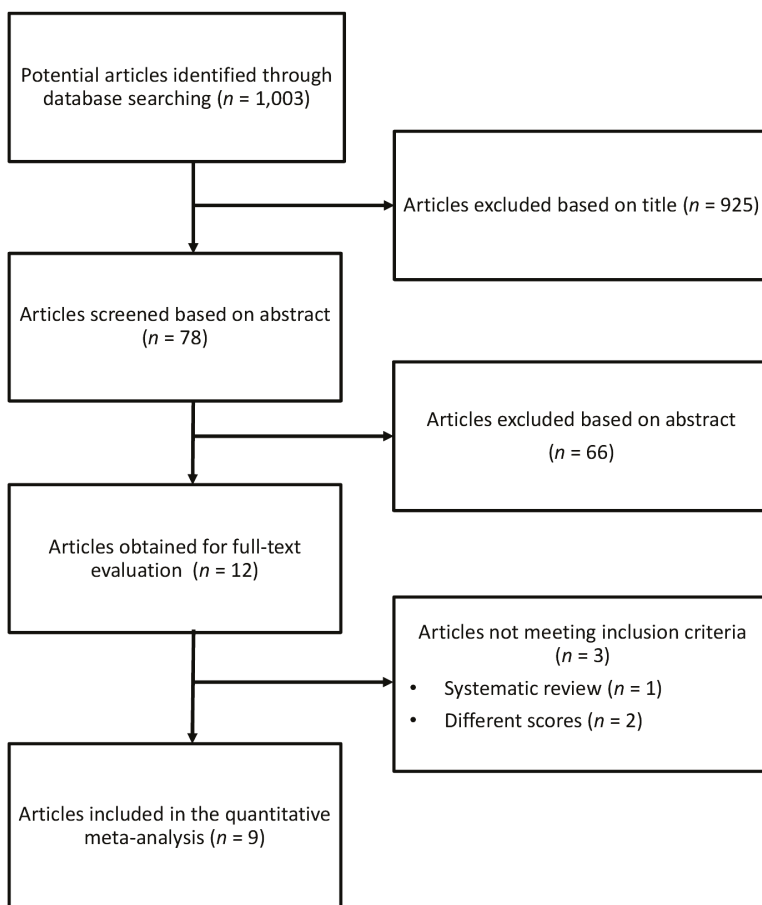 Potential articles identified through
database searching (n = 1,003)
Articles excluded based on title (n = 925)
Articles screened based on abstract
(n = 78)
Articles excluded based on abstract
(n = 66)
Articles obtained for full-text
evaluation (n = 12)
Articles not meeting inclusion criteria
(n = 3)
• Systematic review (n = 1)
• Different scores (n = 2)
Articles included in the quantitative
meta-analysis (n = 9)